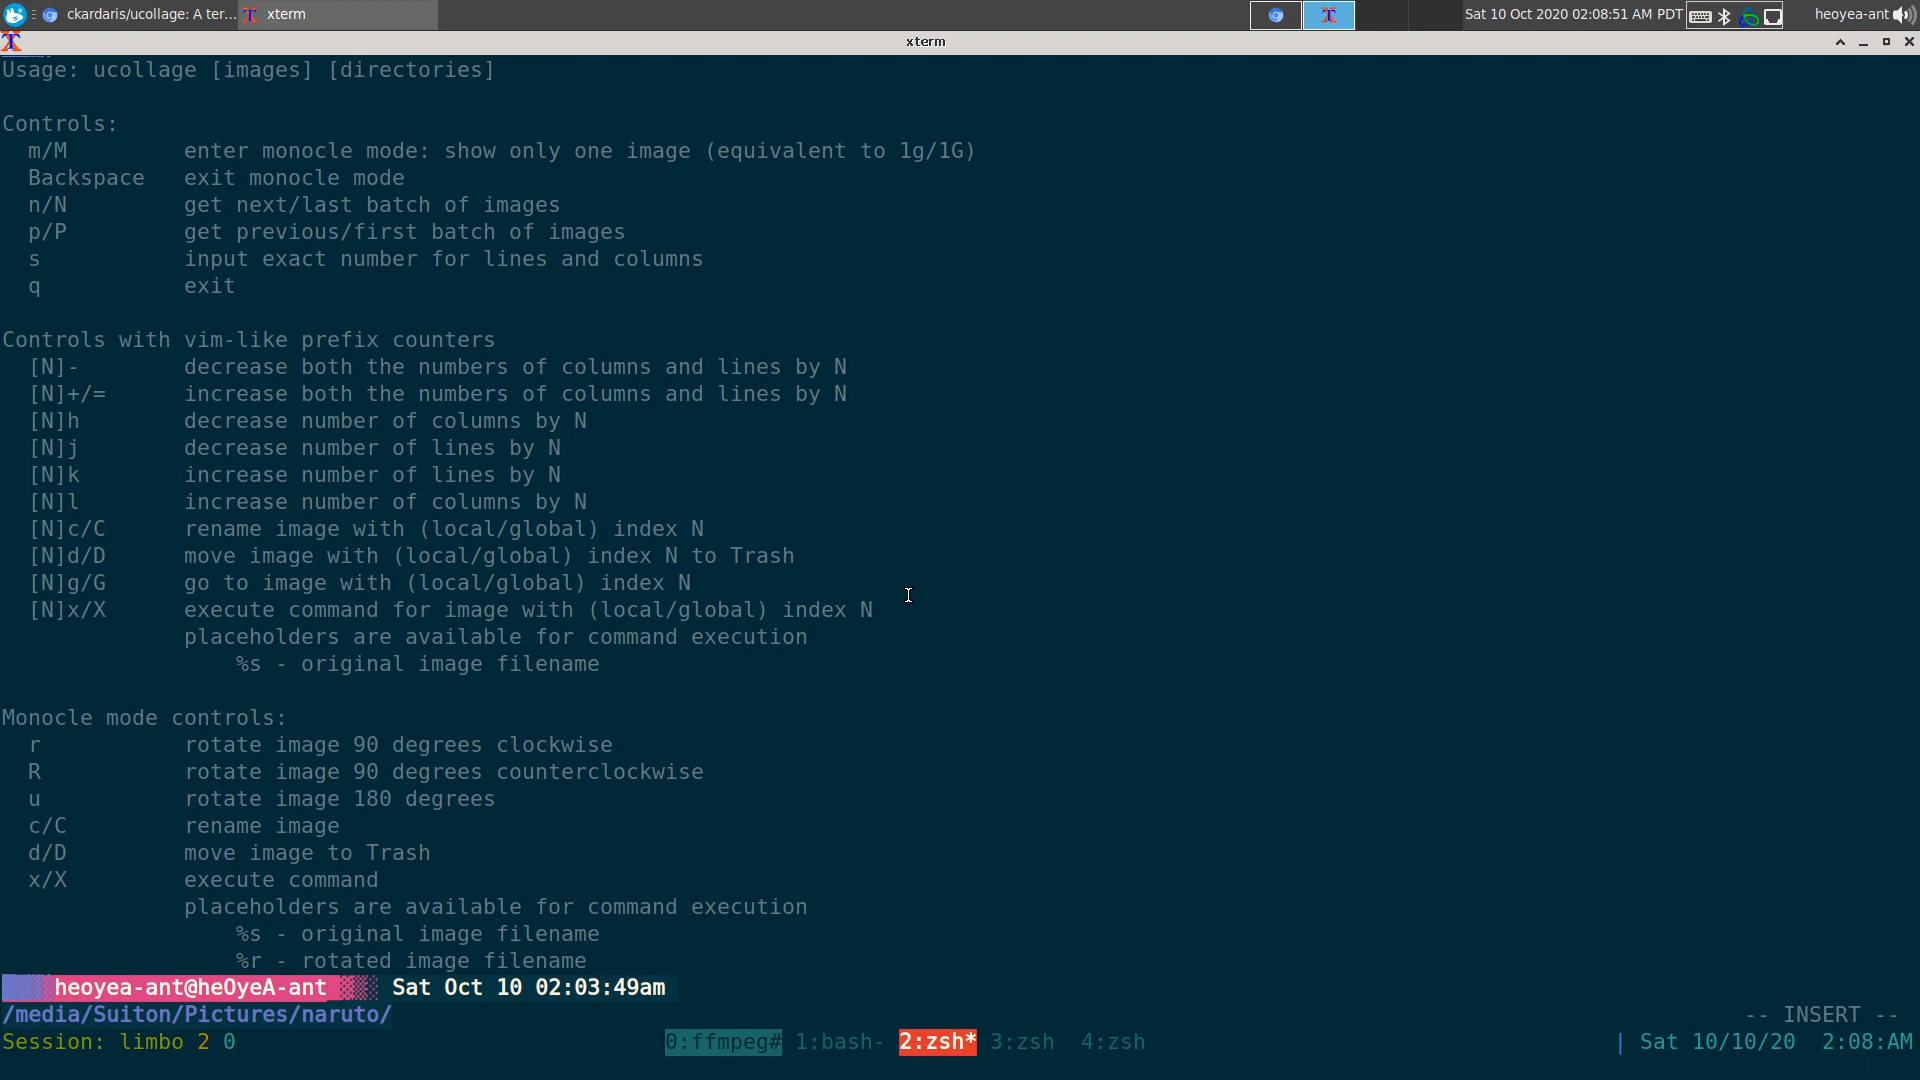 ckardaris/ucollage: A ter... xterm Sat 10 Oct 2020 02:08:51 AM PDT heoyea-ant
xterm
Usage: ucollage [images] [directories]
Controls:
m/M enter monocle mode: show only one image (equivalent to 1g/1G)
Backspace exit monocle mode
n/N get next/last batch of images
p/P get previous/first batch of images
s input exact number for lines and columns
q exit
Controls with vim-like prefix counters
[N]- decrease both the numbers of columns and lines by N
[N]+/= increase both the numbers of columns and lines by N
[N]h decrease number of columns by N
[N]j decrease number of lines by N
[N]k increase number of lines by N
[N]l increase number of columns by N
[N]c/C rename image with (local/global) index N
[N]d/D move image with (local/global) index N to Trash
[N]g/G go to image with (local/global) index N
[N]x/X execute command for image with (local/global) index N
placeholders are available for command execution
%s - original image filename
Monocle mode controls:
r rotate image 90 degrees clockwise
R rotate image 90 degrees counterclockwise
u rotate image 180 degrees
c/C rename image
d/D move image to Trash
x/X execute command
placeholders are available for command execution
%s - original image filename
%r - rotated image filename
heoyea-ant@heOyeA-ant Sat Oct 10 02:03:49am
/media/Suiton/Pictures/naruto/ -- INSERT --
Session: limbo 2 0 0:ffmpeg# 1:bash- 2:zsh* 3:zsh 4:zsh | Sat 10/10/20 2:08:AM